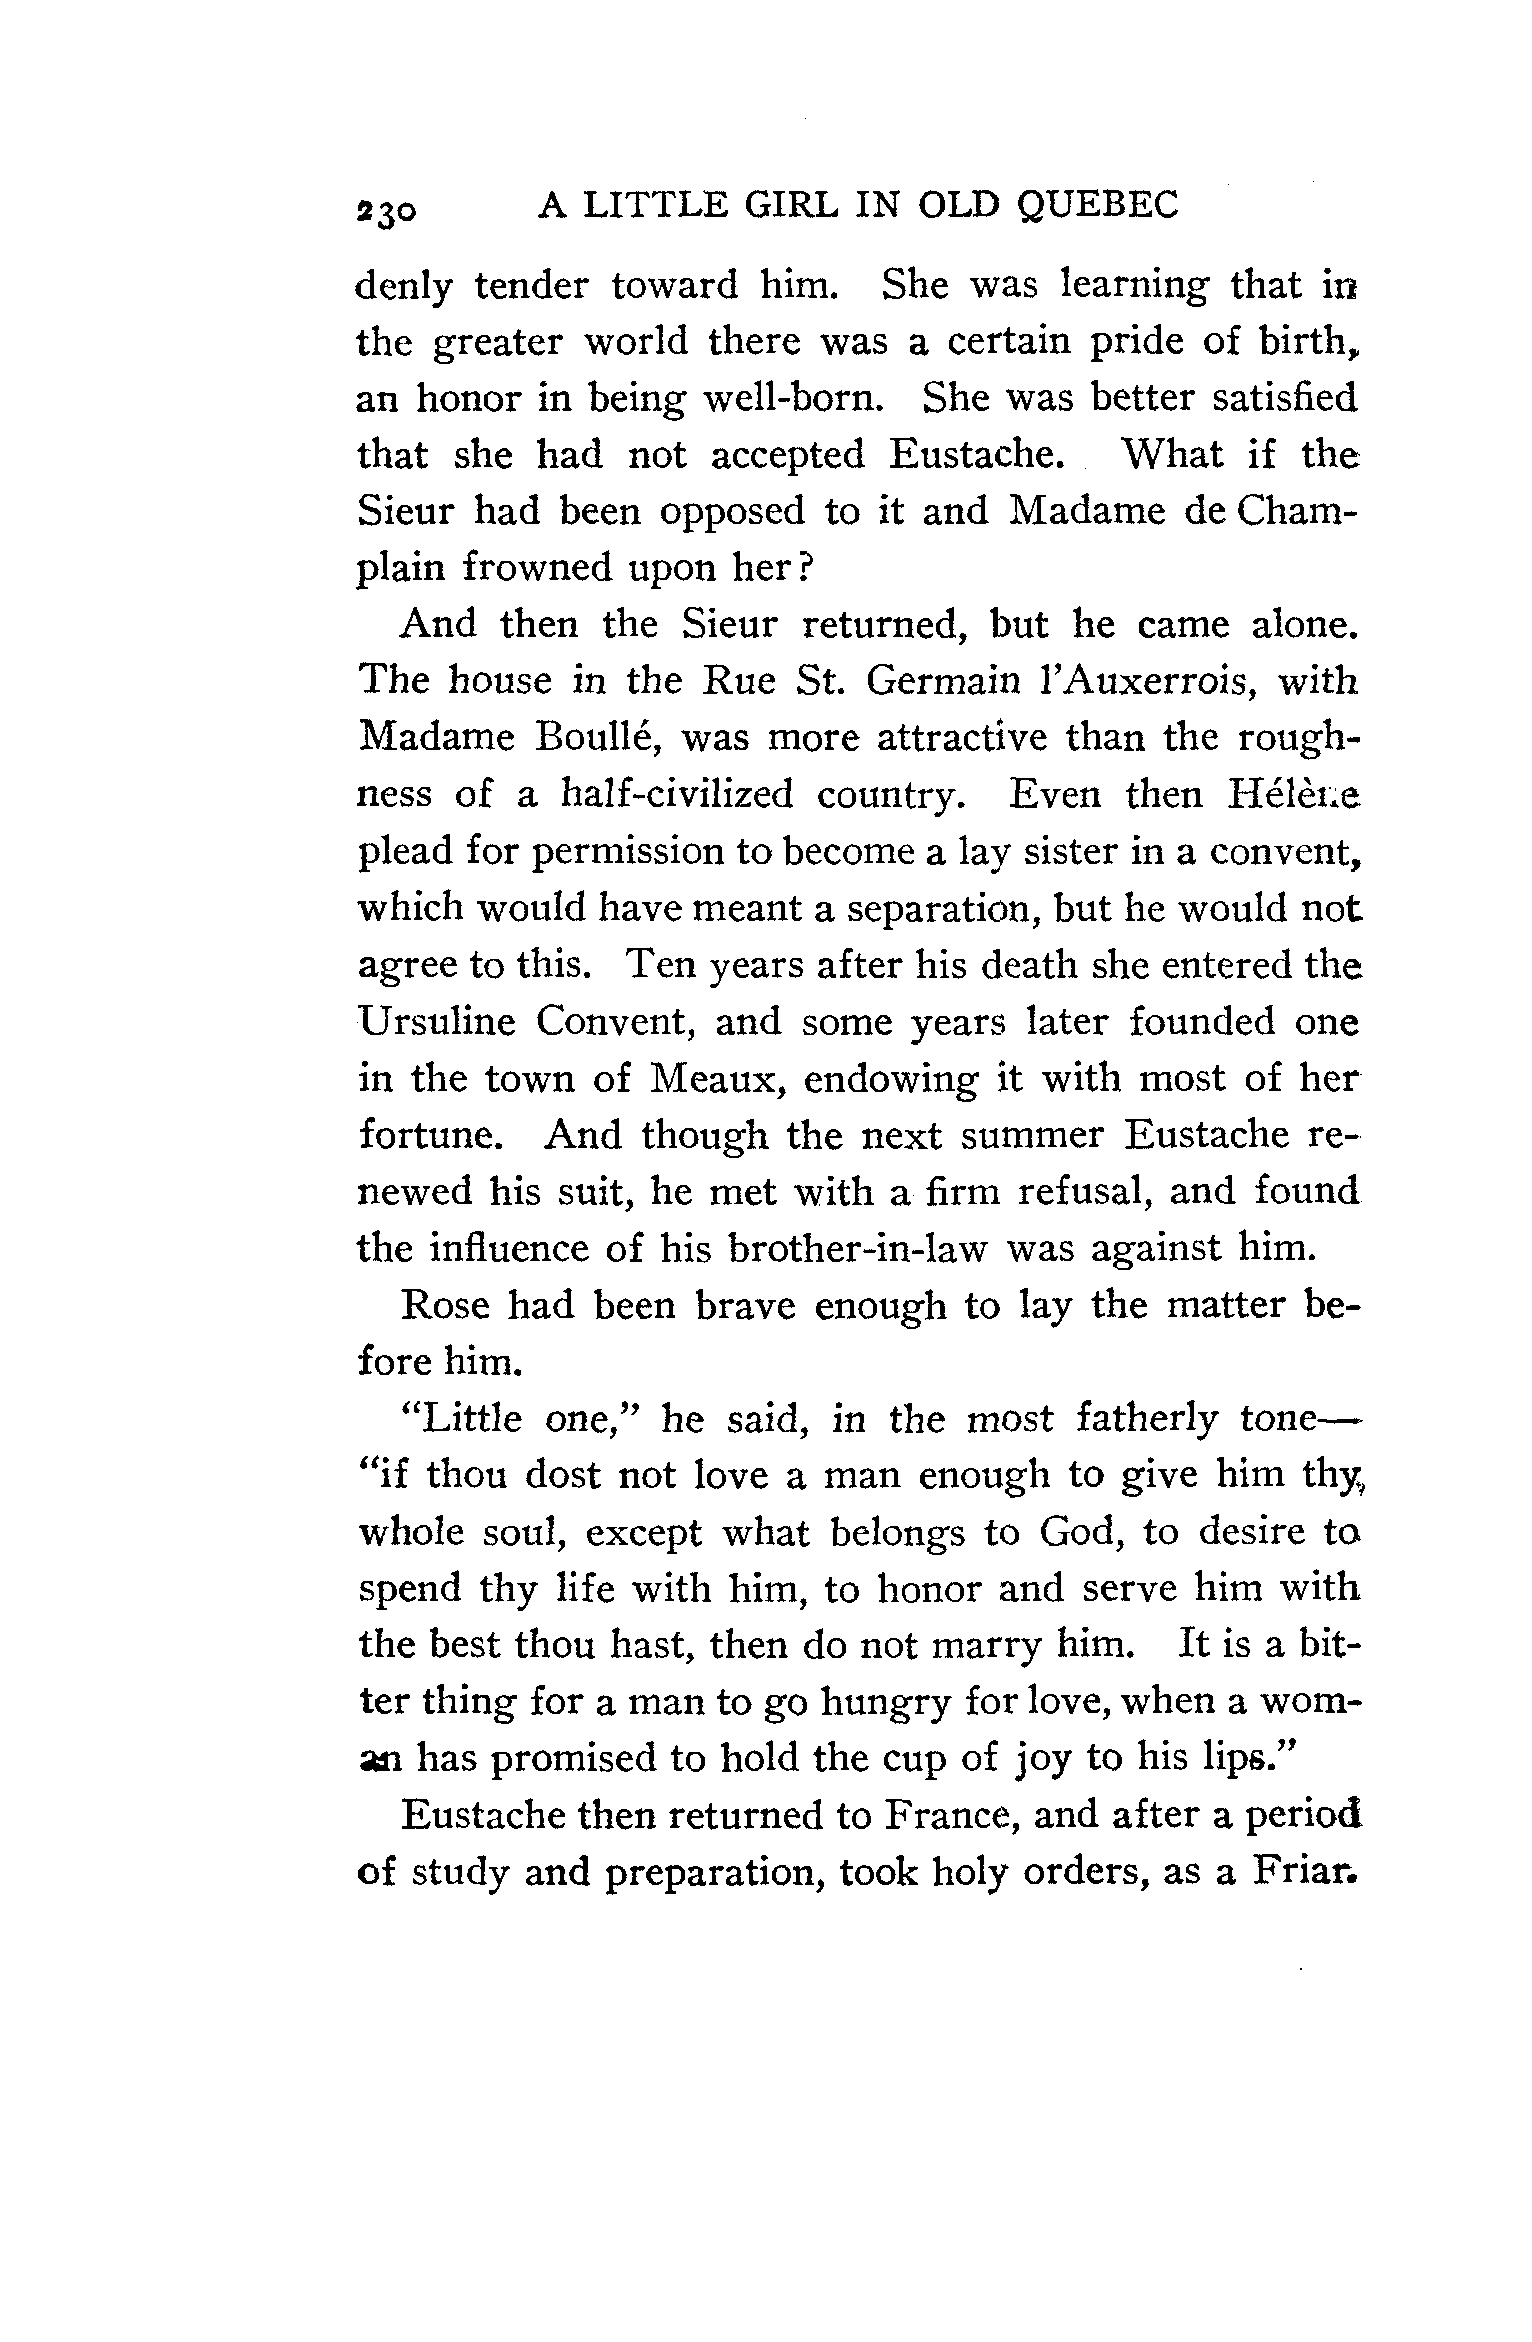 230 A LITTLE GIRL IN OLD QUEBEC
denly tender toward him. She was learning that in
the greater world there was a certain pride of birth,
an honor in being well-born. She was better satisfied
that she had not accepted Eustache. What if the
Sieur had been opposed to it and Madame de Cham-
plain frowned upon her?
And then the Sieur returned, but he came alone.
The house in the Rue St. Germain l'Auxerrois, with
Madame Boullé, was more attractive than the rough-
ness of a half-civilized country. Even then Hélène
plead for permission to become a lay sister in a convent,
which would have meant a separation, but he would not
agree to this. Ten years after his death she entered the
Ursuline Convent, and some years later founded one
in the town of Meaux, endowing it with most of her
fortune. And though the next summer Eustache re-
newed his suit, he met with a firm refusal, and found
the influence of his brother-in-law was against him.
Rose had been brave enough to lay the matter be-
fore him.
"Little one," he said, in the most fatherly tone—
"if thou dost not love a man enough to give him thy,
whole soul, except what belongs to God, to desire to
spend thy life with him, to honor and serve him with
the best thou hast, then do not marry him. It is a bit-
ter thing for a man to go hungry for love, when a wom-
an has promised to hold the cup of joy to his lips."
Eustache then returned to France, and after a period
of study and preparation, took holy orders, as a Friar.